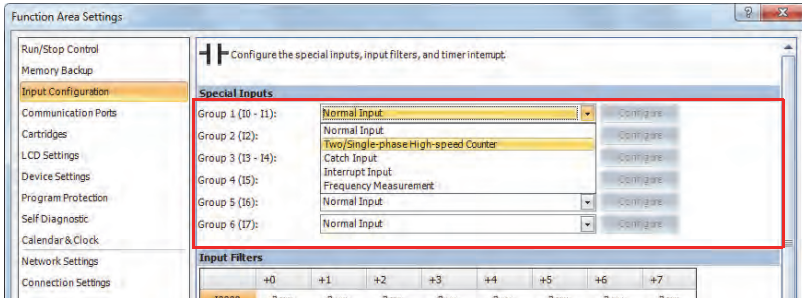 Function Area Settings
Run/Stop Control
Memory Backup
Input Configuration
Communication Ports
Cartridges
LCD Settings
Device Settings
Program Protection
Self Diagnostic
Calendar & Clock
Network Settings
Connection Settings
Configure the special inputs, input filters, and timer interrupt.
Special Inputs
Group 1 (I0 - I1): Normal Input Configure
Normal Input
Group 2 (I2): Two/Single-phase High-speed Counter Configure
Group 3 (I3 - I4): Catch Input Configure
Interrupt Input
Group 4 (I5): Frequency Measurement Configure
Group 5 (I6): Normal Input Configure
Group 6 (I7): Normal Input Configure
Input Filters
+0 +1 +2 +3 +4 +5 +6 +7